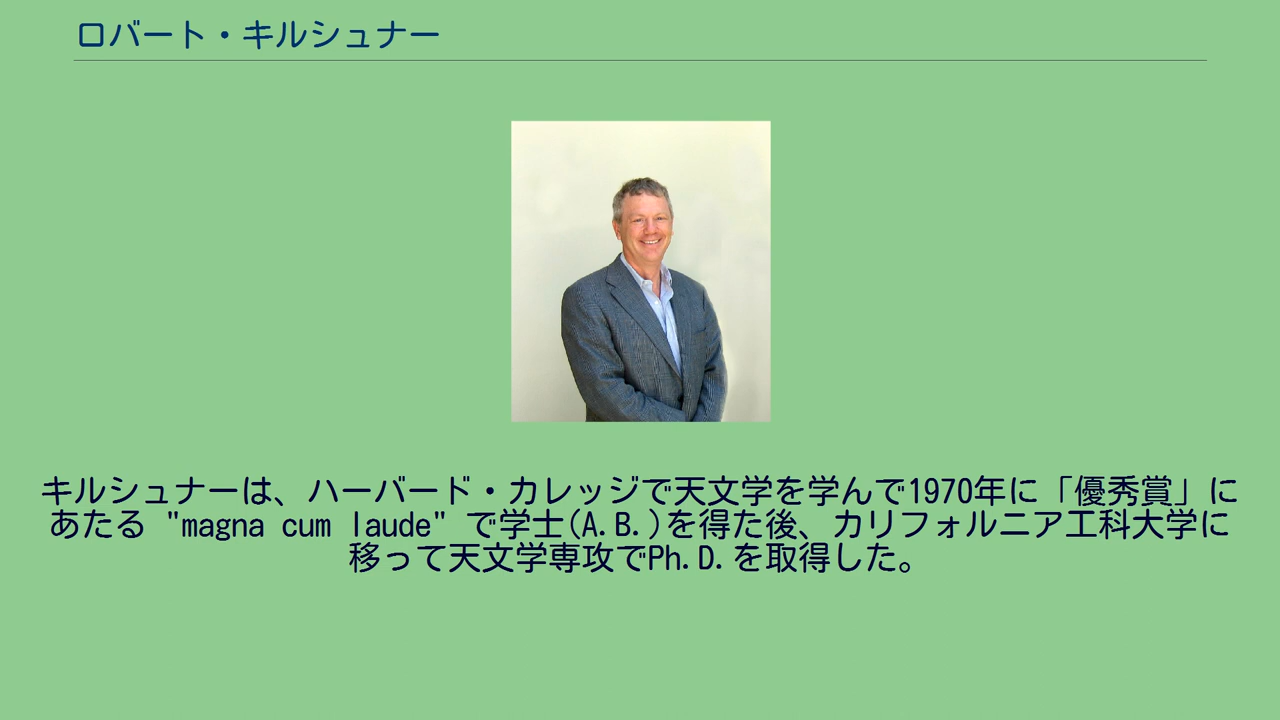 ロバート・キルシュナー
キルシュナーは、ハーバード・カレッジで天文学を学んで1970年に「優秀賞」に
あたる "magna cum laude" で学士(A.B.)を得た後、カリフォルニア工科大学に
移って天文学専攻でPh.D.を取得した。